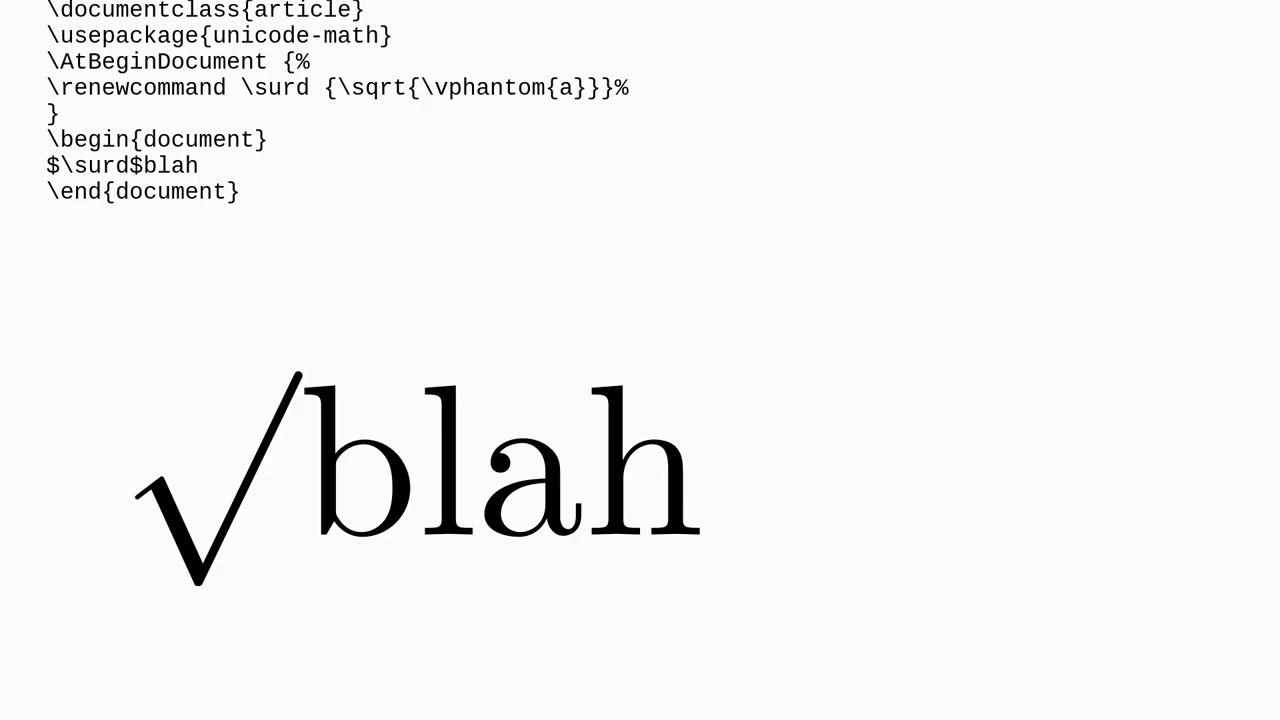 \documentclass{article}
\usepackage{unicode-math}
\AtBeginDocument {%
\renewcommand \surd {\sqrt{\vphantom{a}}}%
}
\begin{document}
$\surd$blah
\end{document}
√blah